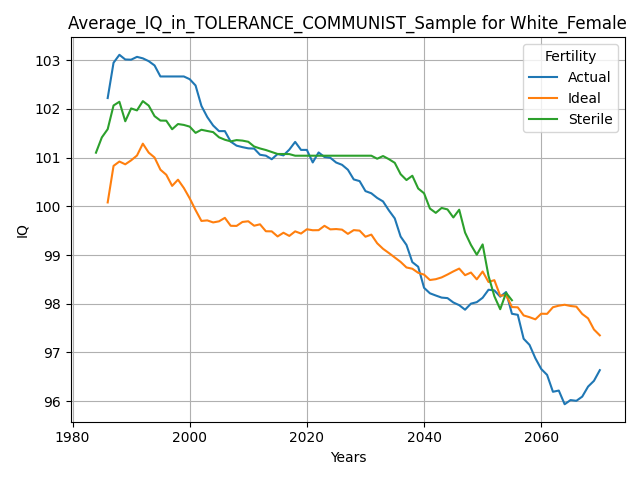 Average_IQ_in_TOLERANCE_COMMUNIST_Sample for White_Female
103
102
101
100
99
98
97
96
IQ
Fertility
Actual
Ideal
Sterile
1980
2000
2020
2040
2060
Years